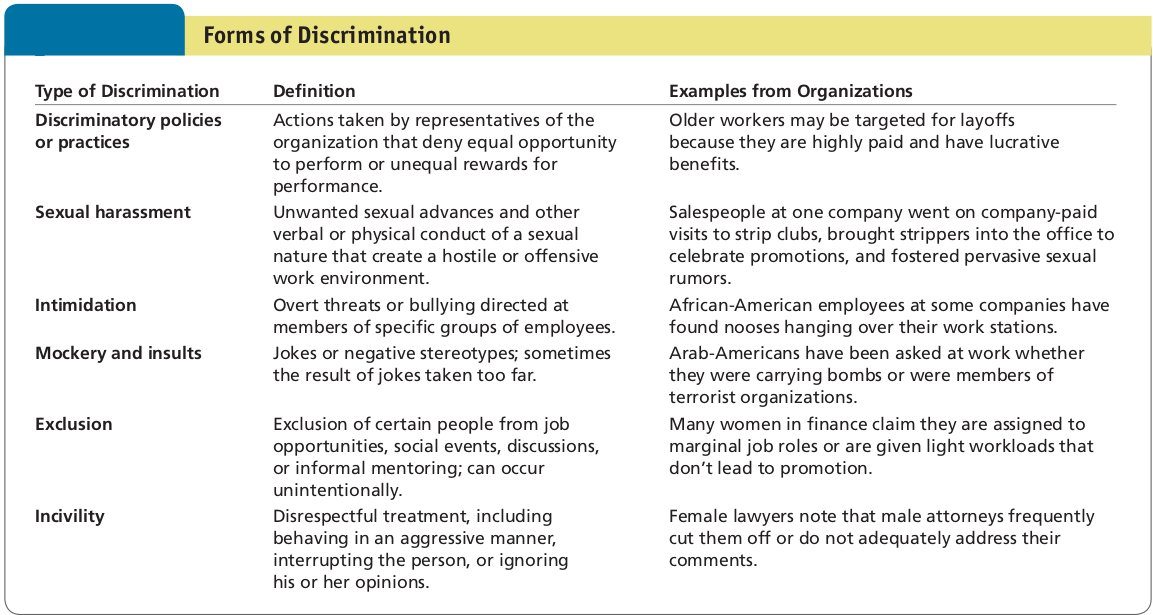 Forms of Discrimination
Type of Discrimination Definition Examples from Organizations
Discriminatory policies
or practices
Actions taken by representatives of the
organization that deny equal opportunity
to perform or unequal rewards for
performance.
Older workers may be targeted for layoffs
because they are highly paid and have lucrative
benefits.
Sexual harassment
Unwanted sexual advances and other
verbal or physical conduct of a sexual
nature that create a hostile or offensive
work environment.
Salespeople at one company went on company-paid
visits to strip clubs, brought strippers into the office to
celebrate promotions, and fostered pervasive sexual
rumors.
Intimidation
Overt threats or bullying directed at
members of specific groups of employees.
African-American employees at some companies have
found nooses hanging over their work stations.
Mockery and insults
Jokes or negative stereotypes; sometimes
the result of jokes taken too far.
Arab-Americans have been asked at work whether
they were carrying bombs or were members of
terrorist organizations.
Exclusion
Exclusion of certain people from job
opportunities, social events, discussions,
or informal mentoring; can occur
unintentionally.
Many women in finance claim they are assigned to
marginal job roles or are given light workloads that
don’t lead to promotion.
Incivility
Disrespectful treatment, including
behaving in an aggressive manner,
interrupting the person, or ignoring
his or her opinions.
Female lawyers note that male attorneys frequently
cut them off or do not adequately address their
comments.